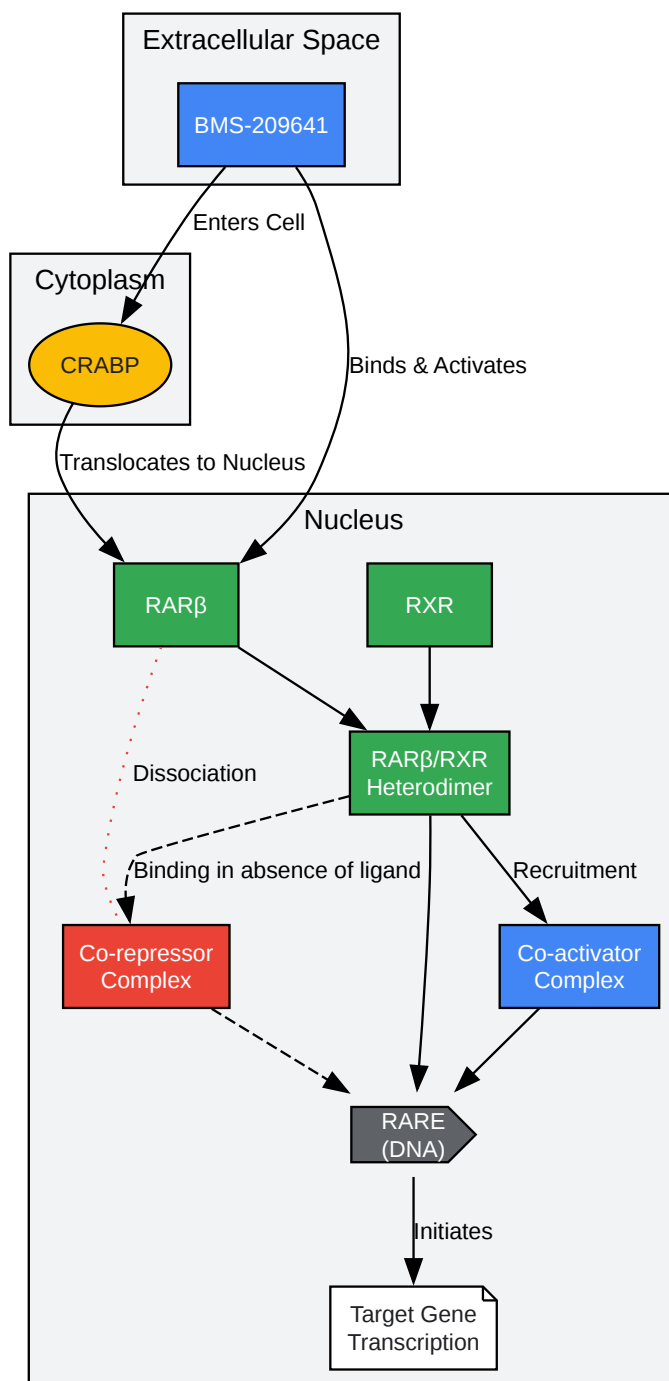 Extracellular Space
BMS-209641
Enters Cell
Cytoplasm
CRABP
Binds & Activates
Translocates to Nucleus
Nucleus
RARβ
RXR
RARβ/RXR
Heterodimer
Dissociation
Binding in absence of ligand
Recruitment
Co-repressor
Complex
Co-activator
Complex
RARE
(DNA)
Initiates
Target Gene
Transcription